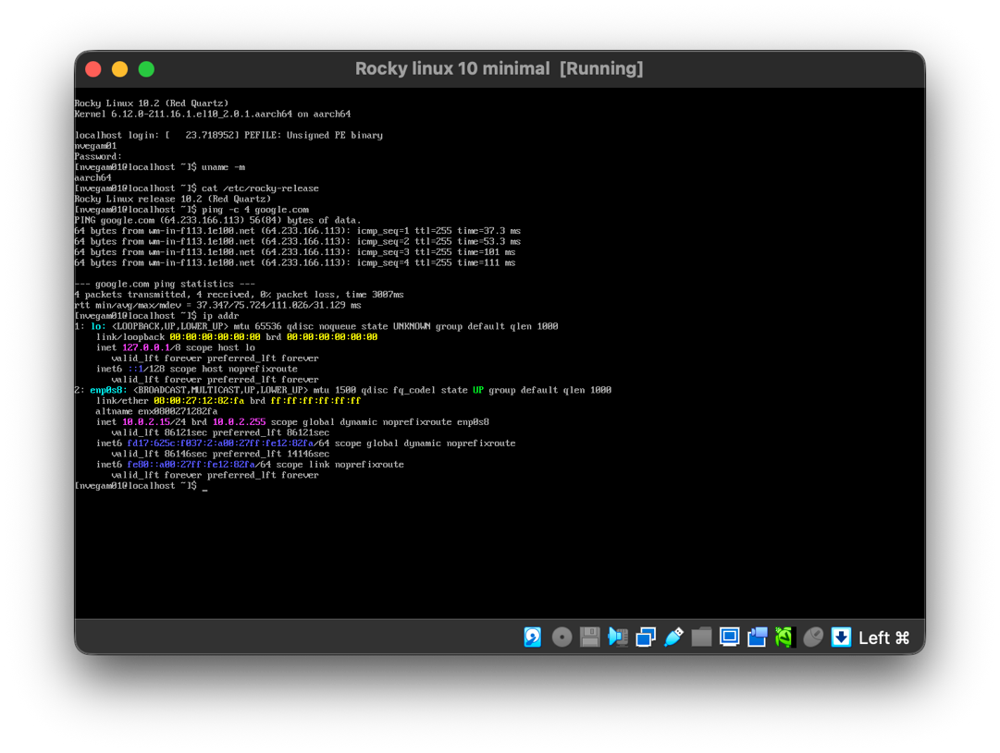 Rocky linux 10 minimal [Running]
Rocky Linux 10.2 (Red Quartz)
Kernel 6.12.0-211.16.1.el10_2.0.1.aarch64 on aarch64
localhost login: [   23.718952] PEFILE: Unsigned PE binary
nvegam01
Password:
[nvegam01@localhost ~]$ uname -m
aarch64
[nvegam01@localhost ~]$ cat /etc/rocky-release
Rocky Linux release 10.2 (Red Quartz)
[nvegam01@localhost ~]$ ping -c 4 google.com
PING google.com (64.233.166.113) 56(84) bytes of data.
64 bytes from wm-in-f113.1e100.net (64.233.166.113): icmp_seq=1 ttl=255 time=37.3 ms
64 bytes from wm-in-f113.1e100.net (64.233.166.113): icmp_seq=2 ttl=255 time=53.3 ms
64 bytes from wm-in-f113.1e100.net (64.233.166.113): icmp_seq=3 ttl=255 time=101 ms
64 bytes from wm-in-f113.1e100.net (64.233.166.113): icmp_seq=4 ttl=255 time=111 ms
--- google.com ping statistics ---
4 packets transmitted, 4 received, 0% packet loss, time 3007ms
rtt min/avg/max/mdev = 37.347/75.724/111.026/31.129 ms
[nvegam01@localhost ~]$ ip addr
1: lo: <LOOPBACK,UP,LOWER_UP> mtu 65536 qdisc noqueue state UNKNOWN group default qlen 1000
    link/loopback 00:00:00:00:00:00 brd 00:00:00:00:00:00
    inet 127.0.0.1/8 scope host lo
       valid_lft forever preferred_lft forever
    inet6 ::1/128 scope host noprefixroute
       valid_lft forever preferred_lft forever
2: enp0s8: <BROADCAST,MULTICAST,UP,LOWER_UP> mtu 1500 qdisc fq_codel state UP group default qlen 1000
    link/ether 08:00:27:12:82:fa brd ff:ff:ff:ff:ff:ff
    altname enx0800271282fa
    inet 10.0.2.15/24 brd 10.0.2.255 scope global dynamic noprefixroute enp0s8
       valid_lft 86121sec preferred_lft 86121sec
    inet6 fd17:625c:f037:2:a00:27ff:fe12:82fa/64 scope global dynamic noprefixroute
       valid_lft 86146sec preferred_lft 14146sec
    inet6 fe80::a00:27ff:fe12:82fa/64 scope link noprefixroute
       valid_lft forever preferred_lft forever
[nvegam01@localhost ~]$ _
Left ⌘